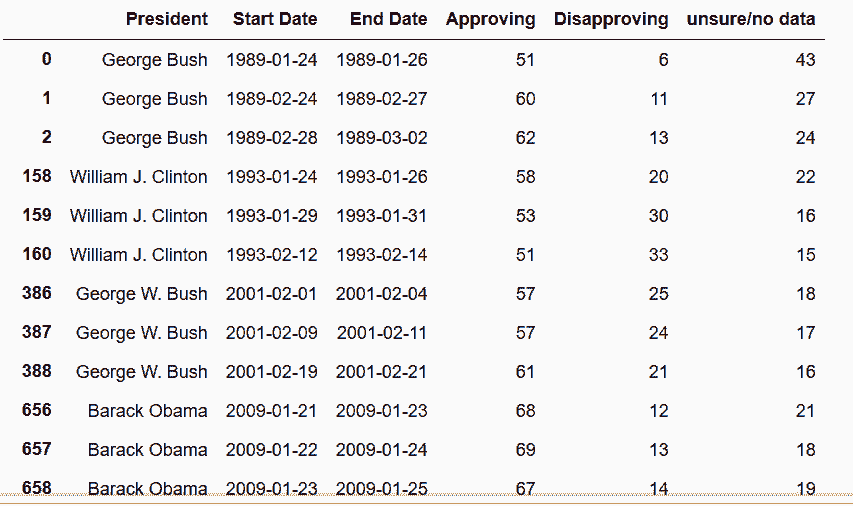 President Start Date End Date Approving Disapproving unsure/no data
0 George Bush 1989-01-24 1989-01-26 51 6 43
1 George Bush 1989-02-24 1989-02-27 60 11 27
2 George Bush 1989-02-28 1989-03-02 62 13 24
158 William J. Clinton 1993-01-24 1993-01-26 58 20 22
159 William J. Clinton 1993-01-29 1993-01-31 53 30 16
160 William J. Clinton 1993-02-12 1993-02-14 51 33 15
386 George W. Bush 2001-02-01 2001-02-04 57 25 18
387 George W. Bush 2001-02-09 2001-02-11 57 24 17
388 George W. Bush 2001-02-19 2001-02-21 61 21 16
656 Barack Obama 2009-01-21 2009-01-23 68 12 21
657 Barack Obama 2009-01-22 2009-01-24 69 13 18
658 Barack Obama 2009-01-23 2009-01-25 67 14 19